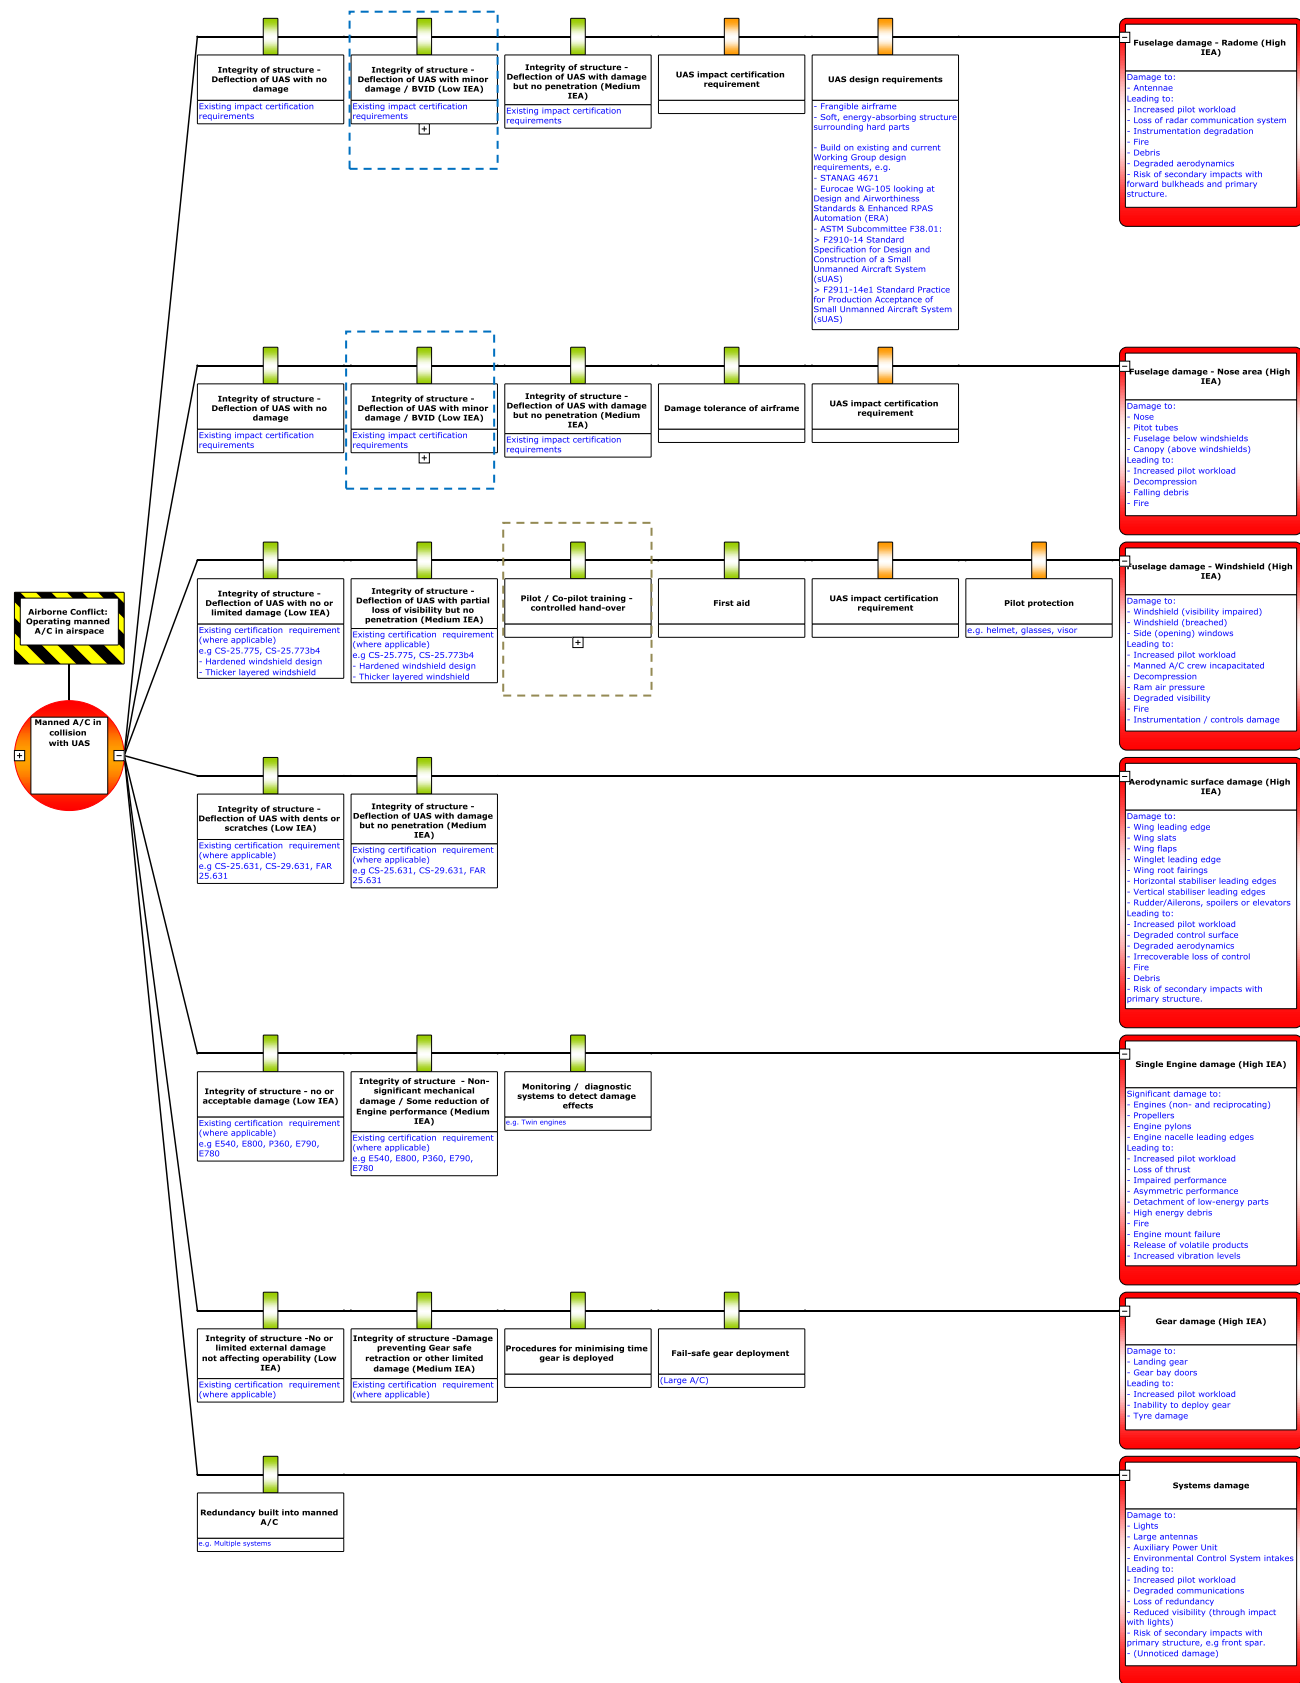 Integrity of structure -
Deflection of UAS with no
damage
Existing impact certification
requirements
Integrity of structure -
Deflection of UAS with minor
damage / BVID (Low IEA)
Existing impact certification
requirements
+
Integrity of structure -
Deflection of UAS with damage
but no penetration (Medium
IEA)
Existing impact certification
requirements
UAS impact certification
requirement
UAS design requirements
- Frangible airframe
- Soft, energy-absorbing structure
surrounding hard parts
- Build on existing and current
Working Group design
requirements, e.g.
- STANAG 4671
- Eurocae WG-105 looking at
Design and Airworthiness
Standards & Enhanced RPAS
Automation (ERA)
- ASTM Subcommittee F38.01:
> F2910-14 Standard
Specification for Design and
Construction of a Small
Unmanned Aircraft System
(sUAS)
> F2911-14e1 Standard Practice
for Production Acceptance of
Small Unmanned Aircraft System
(sUAS)
−
Fuselage damage - Radome (High
IEA)
Damage to:
- Antennae
Leading to:
- Increased pilot workload
- Loss of radar communication system
- Instrumentation degradation
- Fire
- Debris
- Degraded aerodynamics
- Risk of secondary impacts with
forward bulkheads and primary
structure.
Integrity of structure -
Deflection of UAS with no
damage
Existing impact certification
requirements
Integrity of structure -
Deflection of UAS with minor
damage / BVID (Low IEA)
Existing impact certification
requirements
+
Integrity of structure -
Deflection of UAS with damage
but no penetration (Medium
IEA)
Existing impact certification
requirements
Damage tolerance of airframe
UAS impact certification
requirement
−
Fuselage damage - Nose area (High
IEA)
Damage to:
- Nose
- Pitot tubes
- Fuselage below windshields
- Canopy (above windshields)
Leading to:
- Increased pilot workload
- Decompression
- Falling debris
- Fire
Airborne Conflict:
Operating manned
A/C in airspace
Manned A/C in
collision
with UAS
+
−
Integrity of structure -
Deflection of UAS with no or
limited damage (Low IEA)
Existing certification  requirement
(where applicable)
e.g CS-25.775, CS-25.773b4
- Hardened windshield design
- Thicker layered windshield
Integrity of structure -
Deflection of UAS with partial
loss of visibility but no
penetration (Medium IEA)
Existing certification  requirement
(where applicable)
e.g CS-25.775, CS-25.773b4
- Hardened windshield design
- Thicker layered windshield
Pilot / Co-pilot training -
controlled hand-over
+
First aid
UAS impact certification
requirement
Pilot protection
e.g. helmet, glasses, visor
−
Fuselage damage - Windshield (High
IEA)
Damage to:
- Windshield (visibility impaired)
- Windshield (breached)
- Side (opening) windows
Leading to:
- Increased pilot workload
- Manned A/C crew incapacitated
- Decompression
- Ram air pressure
- Degraded visibility
- Fire
- Instrumentation / controls damage
Integrity of structure -
Deflection of UAS with dents or
scratches (Low IEA)
Existing certification  requirement
(where applicable)
e.g CS-25.631, CS-29.631, FAR
25.631
Integrity of structure -
Deflection of UAS with damage
but no penetration (Medium
IEA)
Existing certification  requirement
(where applicable)
e.g CS-25.631, CS-29.631, FAR
25.631
−
Aerodynamic surface damage (High
IEA)
Damage to:
- Wing leading edge
- Wing slats
- Wing flaps
- Winglet leading edge
- Wing root fairings
- Horizontal stabiliser leading edges
- Vertical stabiliser leading edges
- Rudder/Ailerons, spoilers or elevators
Leading to:
- Increased pilot workload
- Degraded control surface
- Degraded aerodynamics
- Irrecoverable loss of control
- Fire
- Debris
- Risk of secondary impacts with
primary structure.
Integrity of structure - no or
acceptable damage (Low IEA)
Existing certification  requirement
(where applicable)
e.g E540, E800, P360, E790,
E780
Integrity of structure  - Non-
significant mechanical
damage / Some reduction of
Engine performance (Medium
IEA)
Existing certification  requirement
(where applicable)
e.g E540, E800, P360, E790,
E780
Monitoring /  diagnostic
systems to detect damage
effects
e.g. Twin engines
−
Single Engine damage (High IEA)
Significant damage to:
- Engines (non- and reciprocating)
- Propellers
- Engine pylons
- Engine nacelle leading edges
Leading to:
- Increased pilot workload
- Loss of thrust
- Impaired performance
- Asymmetric performance
- Detachment of low-energy parts
- High energy debris
- Fire
- Engine mount failure
- Release of volatile products
- Increased vibration levels
Integrity of structure -No or
limited external damage
not affecting operability (Low
IEA)
Existing certification  requirement
(where applicable)
Integrity of structure -Damage
preventing Gear safe
retraction or other limited
damage (Medium IEA)
Existing certification  requirement
(where applicable)
Procedures for minimising time
gear is deployed
Fail-safe gear deployment
(Large A/C)
−
Gear damage (High IEA)
Damage to:
- Landing gear
- Gear bay doors
Leading to:
- Increased pilot workload
- Inability to deploy gear
- Tyre damage
Redundancy built into manned
A/C
e.g. Multiple systems
−
Systems damage
Damage to:
- Lights
- Large antennas
- Auxiliary Power Unit
- Environmental Control System intakes
Leading to:
- Increased pilot workload
- Degraded communications
- Loss of redundancy
- Reduced visibility (through impact
with lights)
- Risk of secondary impacts with
primary structure, e.g front spar.
- (Unnoticed damage)